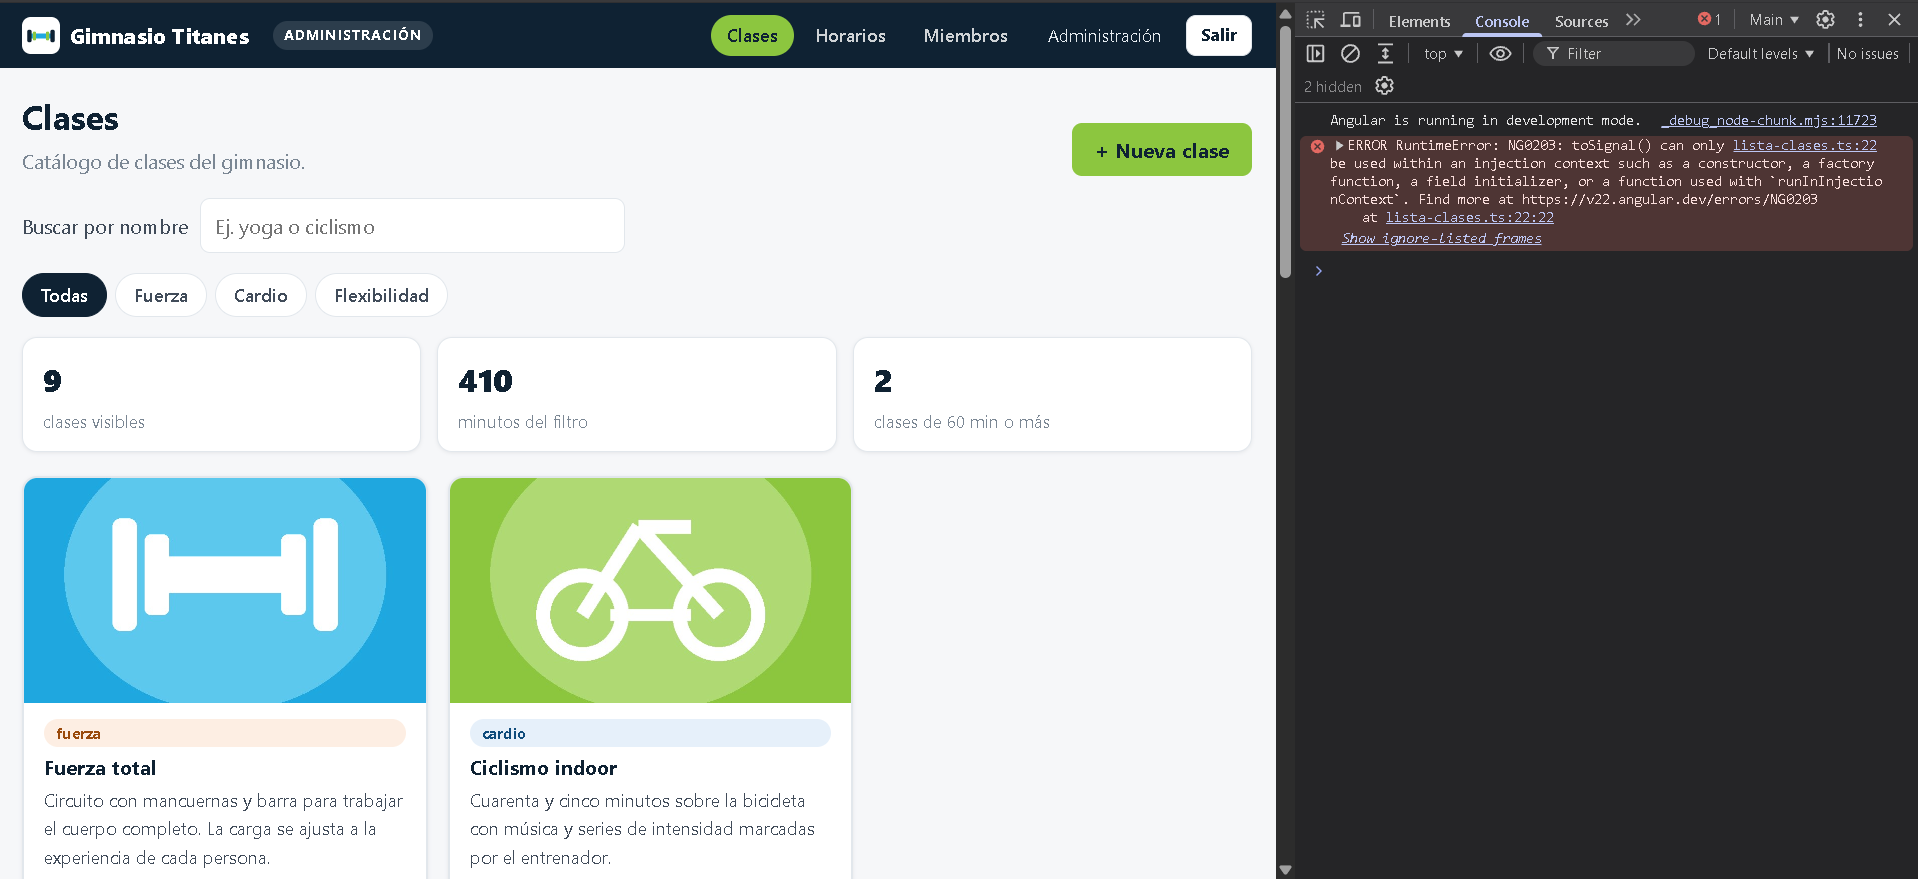 Gimnasio Titanes
ADMINISTRACIÓN
Clases
Horarios
Miembros
Administración
Salir
Clases
Catálogo de clases del gimnasio.
+ Nueva clase
Buscar por nombre
Ej. yoga o ciclismo
Todas
Fuerza
Cardio
Flexibilidad
9
clases visibles
410
minutos del filtro
2
clases de 60 min o más
fuerza
Fuerza total
Circuito con mancuernas y barra para trabajar
el cuerpo completo. La carga se ajusta a la
experiencia de cada persona.
cardio
Ciclismo indoor
Cuarenta y cinco minutos sobre la bicicleta
con música y series de intensidad marcadas
por el entrenador.
Elements
Console
Sources
1
Main
top
Filter
Default levels
No issues
2 hidden
Angular is running in development mode. _debug_node-chunk.mjs:11723
ERROR RuntimeError: NG0203: toSignal() can only lista-clases.ts:22
be used within an injection context such as a constructor, a factory
function, a field initializer, or a function used with `runInInjectio
nContext`. Find more at https://v22.angular.dev/errors/NG0203
at lista-clases.ts:22:22
Show ignore-listed frames